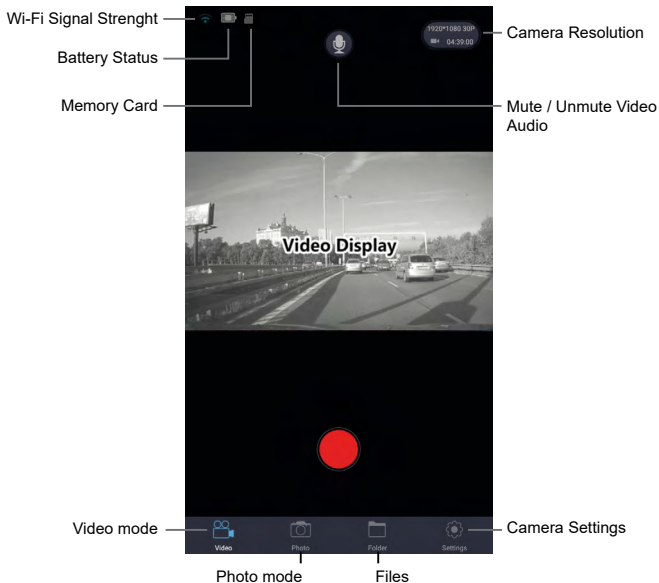 Wi-Fi Signal Strenght
Battery Status
Memory Card
1920*1080 30P
04:39:00
Camera Resolution
Mute / Unmute Video
Audio
Video Display
Video mode
Video
Photo
Folder
Settings
Camera Settings
Photo mode
Files